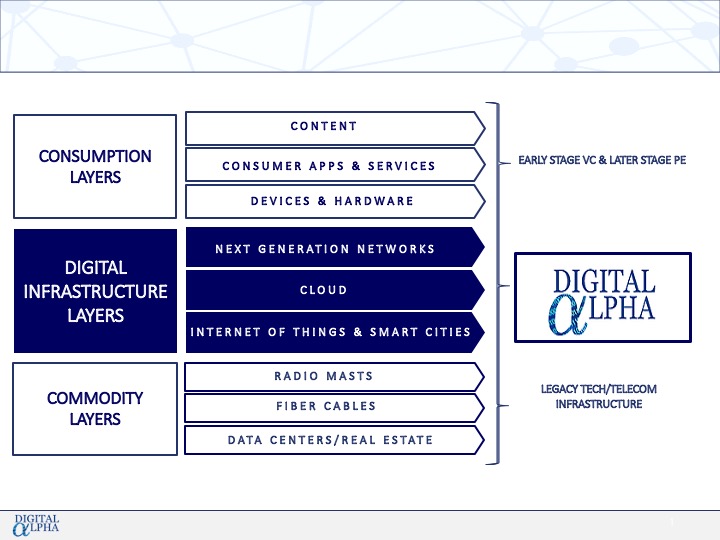 CONSUMPTION
LAYERS
CONTENT
CONSUMER APPS & SERVICES
DEVICES & HARDWARE
EARLY STAGE VC & LATER STAGE PE
DIGITAL
INFRASTRUCTURE
LAYERS
NEXT GENERATION NETWORKS
CLOUD
INTERNET OF THINGS & SMART CITIES
DIGITAL
αLPHA
COMMODITY
LAYERS
RADIO MASTS
FIBER CABLES
DATA CENTERS/REAL ESTATE
LEGACY TECH/TELECOM
INFRASTRUCTURE
DIGITAL
αLPHA